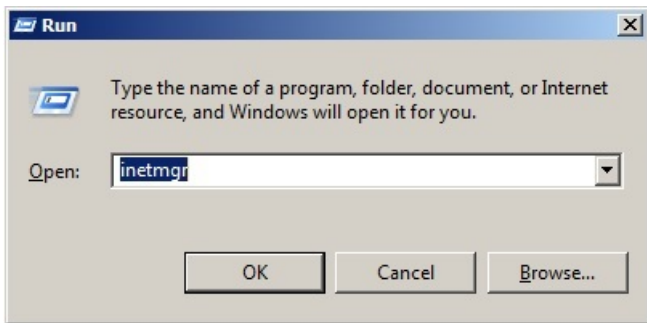 Run
Type the name of a program, folder, document, or Internet
resource, and Windows will open it for you.
Open: inetmgr
OK Cancel Browse...